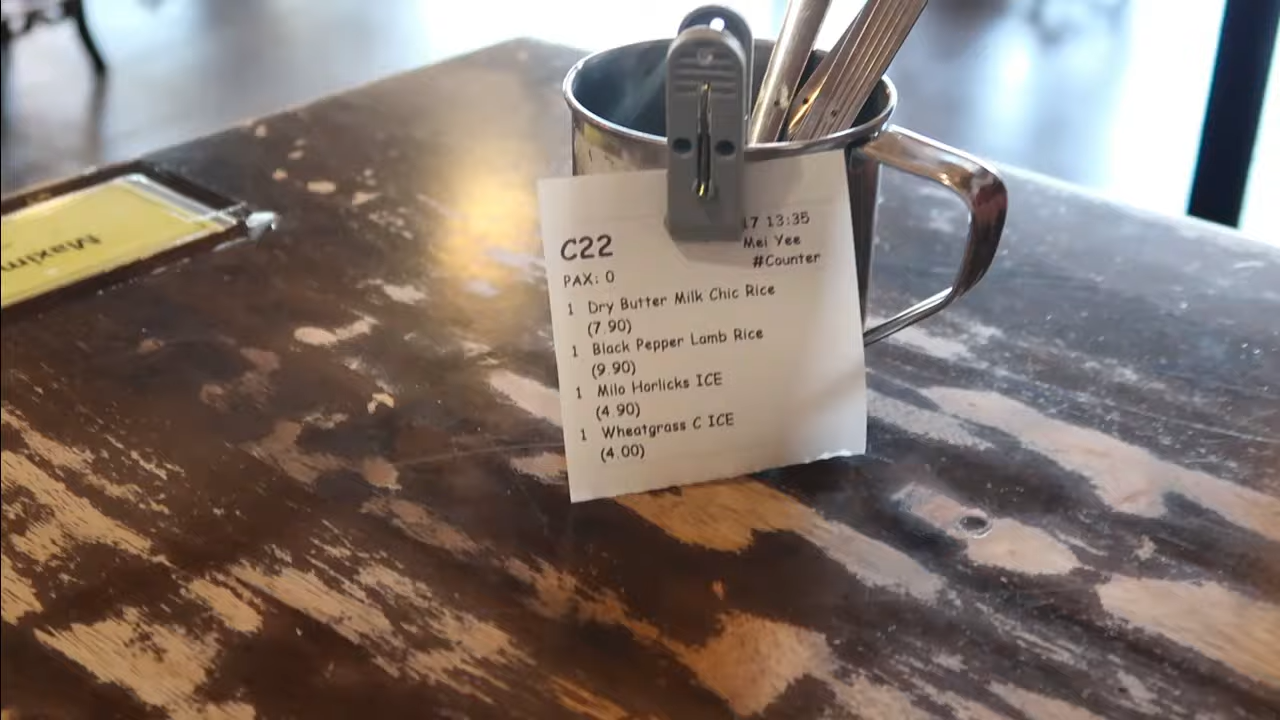 17 13:35
C22
Mei Yee
#Counter
PAX: 0
1 Dry Butter Milk Chic Rice
(7.90)
1 Black Pepper Lamb Rice
(9.90)
1 Milo Horlicks ICE
(4.90)
1 Wheatgrass C ICE
(4.00)
Maxim